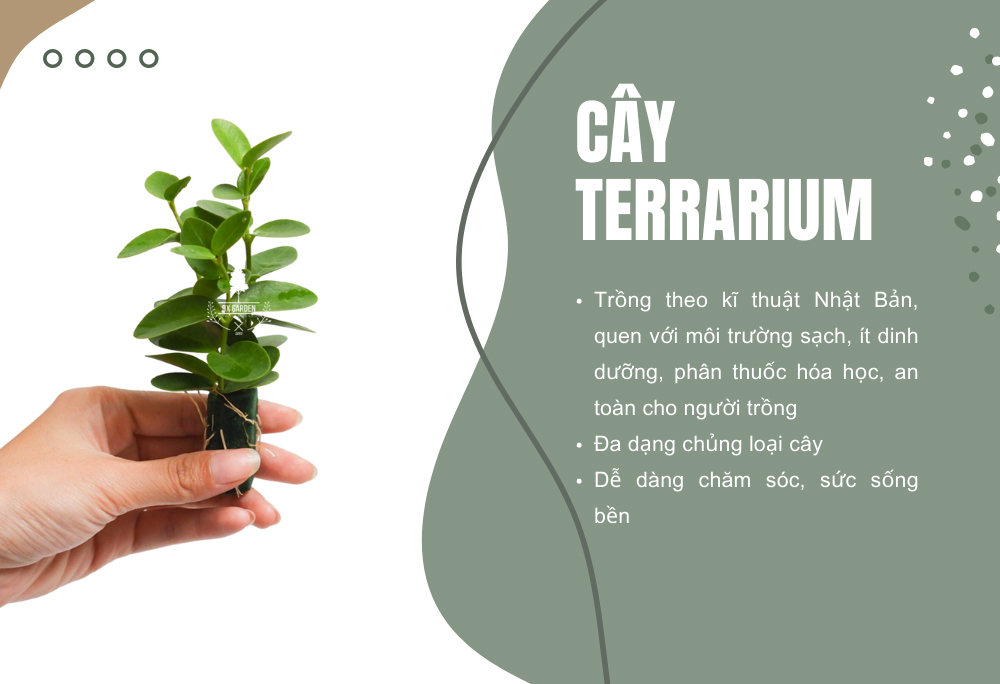 CÂY
TERRARIUM
• Trồng theo kĩ thuật Nhật Bản,
quen với môi trường sạch, ít dinh
dưỡng, phân thuốc hóa học, an
toàn cho người trồng
• Đa dạng chủng loại cây
• Dễ dàng chăm sóc, sức sống
bền